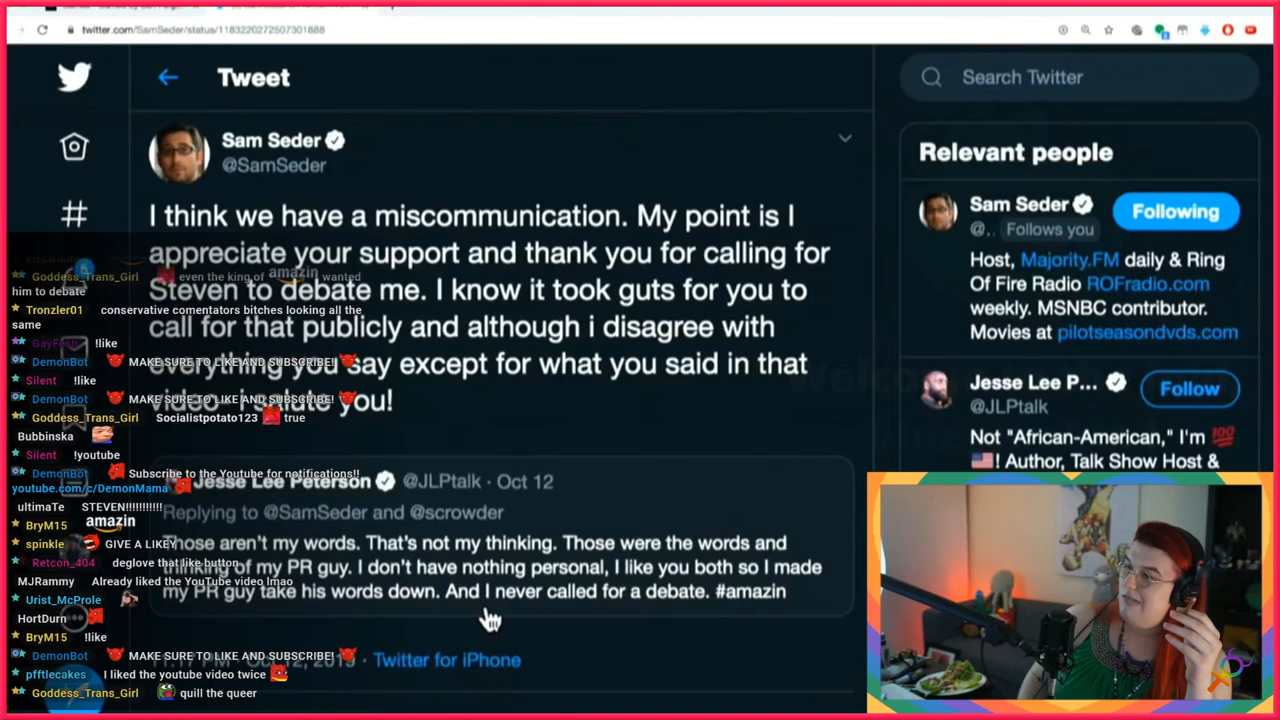 twitter.com/SamSeder/status/1183220272507301888
Tweet
Search Twitter
Sam Seder
@SamSeder
I think we have a miscommunication. My point is I
appreciate your support and thank you for calling for
Steven to debate me. I know it took guts for you to
call for that publicly and although i disagree with
everything you say except for what you said in that
video- i salute you!
Jesse Lee Peterson @JLPtalk · Oct 12
Replying to @SamSeder and @scrowder
Those aren't my words. That's not my thinking. Those were the words and
thinking of my PR guy. I don't have nothing personal, I like you both so I made
my PR guy take his words down. And I never called for a debate. #amazin
11:17 PM · Oct 12, 2019 · Twitter for iPhone
Relevant people
Sam Seder
Following
@.. Follows you
Host, Majority.FM daily & Ring
Of Fire Radio ROFradio.com
weekly. MSNBC contributor.
Movies at pilotseasondvds.com
Jesse Lee P...
Follow
@JLPtalk
Not "African-American," I'm 💯
🇺🇸! Author, Talk Show Host &
Goddess_Trans_Girl even the king of amazin wanted
him to debate
Tronzler01 conservative comentators bitches looking all the
same
!like
DemonBot MAKE SURE TO LIKE AND SUBSCRIBE!!
Silent !like
DemonBot MAKE SURE TO LIKE AND SUBSCRIBE!!
Goddess_Trans_Girl Socialistpotato123 true
Bubbinska
Silent !youtube
DemonBot Subscribe to the Youtube for notifications!!
youtube.com/c/DemonMama
ultimaTe STEVEN!!!!!!!!!!!
BryM15 amazin
spinkle GIVE A LIKEY
Retcon_404 deglove that like button
MJRammy Already liked the YouTube video lmao
Urist_McProle
HortDurn
BryM15 !like
DemonBot MAKE SURE TO LIKE AND SUBSCRIBE!!
pfftlecakes I liked the youtube video twice
Goddess_Trans_Girl quill the queer